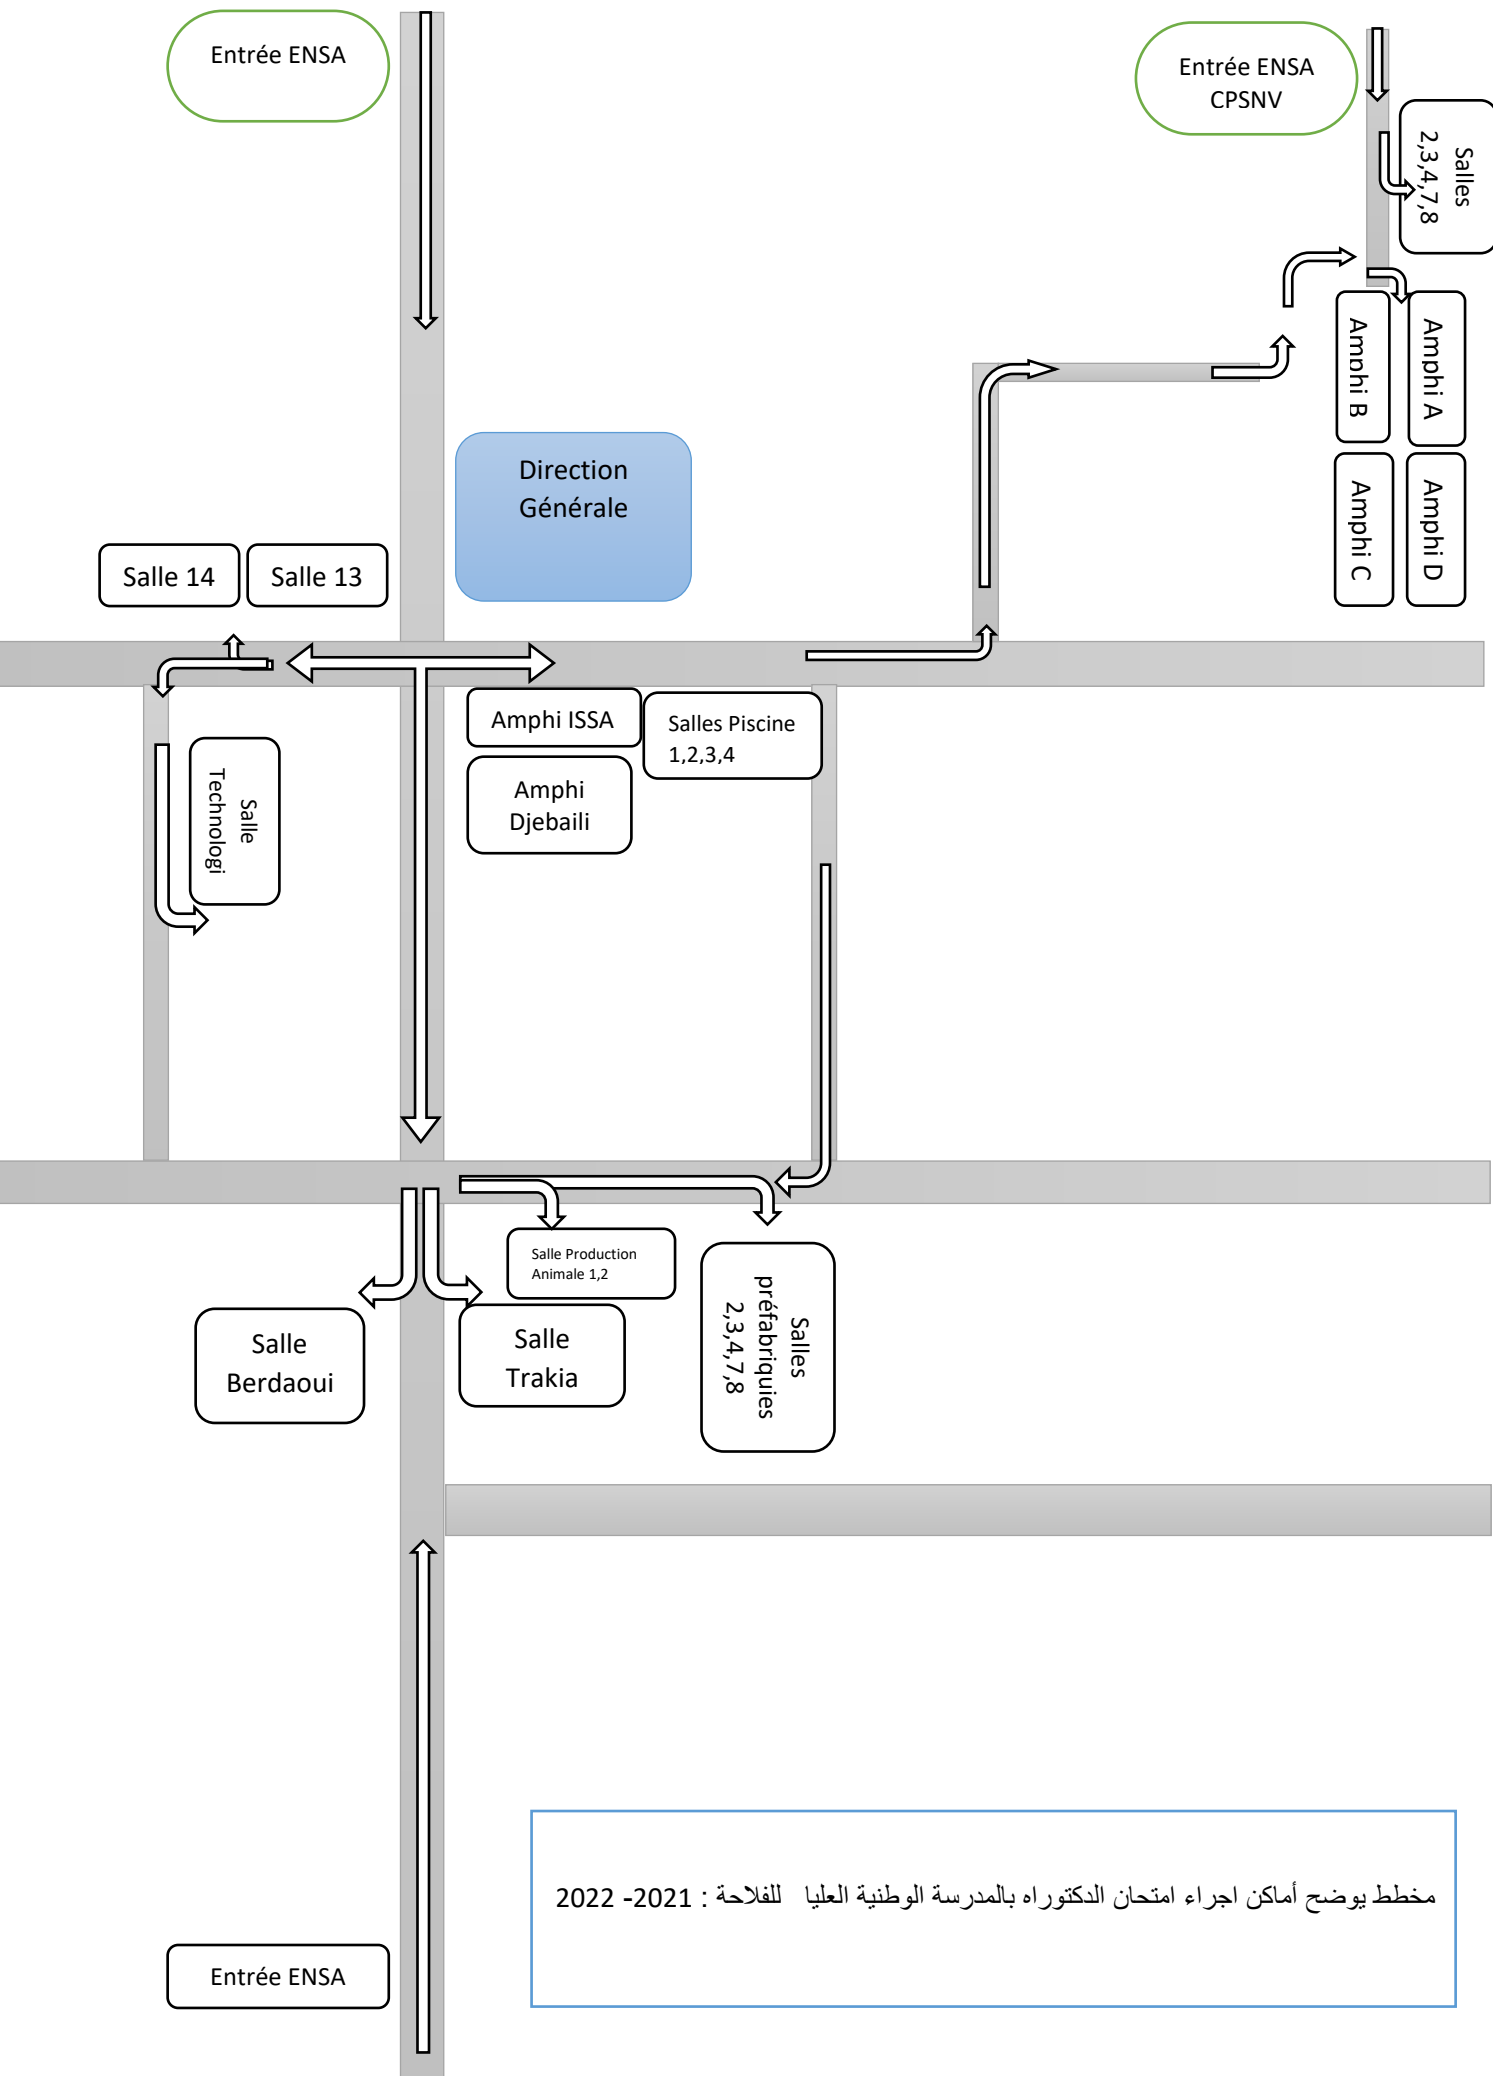 Entrée ENSA
Entrée ENSA
CPSNV
Salles
2,3,4,7,8
Amphi B
Amphi A
Amphi C
Amphi D
Direction
Générale
Salle 14
Salle 13
Amphi ISSA
Salles Piscine
1,2,3,4
Amphi
Djebaili
Salle
Technologi
Salle Production
Animale 1,2
Salles
préfabriquies
2,3,4,7,8
Salle
Berdaoui
Salle
Trakia
مخطط يوضح أماكن اجراء امتحان الدكتوراه بالمدرسة الوطنية العليا للفلاحة : 2021- 2022
Entrée ENSA